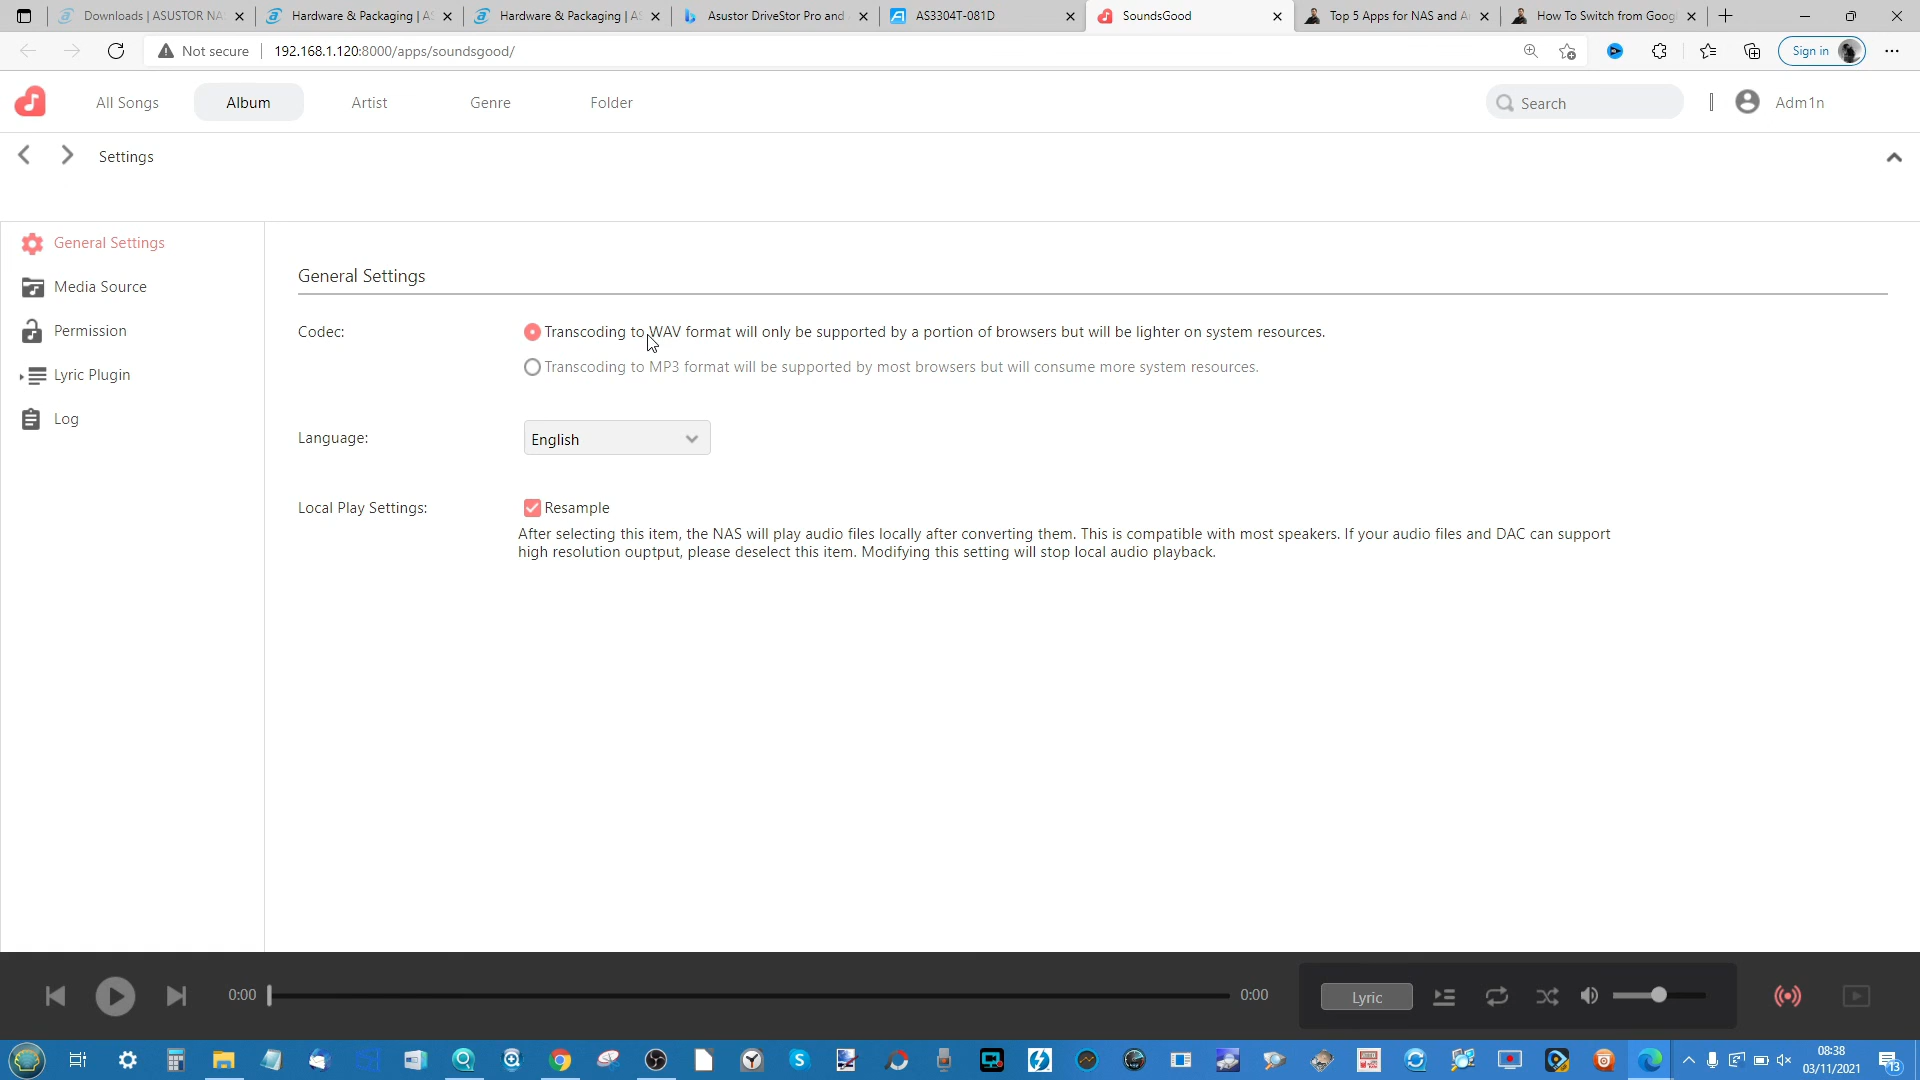 Downloads | ASUSTOR NA
Hardware & Packaging | AS
Hardware & Packaging | AS
Asustor DriveStor Pro and
AS3304T-081D
SoundsGood
Top 5 Apps for NAS and A
How To Switch from Goog
Not secure
192.168.1.120:8000/apps/soundsgood/
Sign in
All Songs
Album
Artist
Genre
Folder
Search
Adm1n
Settings
General Settings
Media Source
Permission
Lyric Plugin
Log
General Settings
Codec:
Transcoding to WAV format will only be supported by a portion of browsers but will be lighter on system resources.
Transcoding to MP3 format will be supported by most browsers but will consume more system resources.
Language:
English
Local Play Settings:
Resample
After selecting this item, the NAS will play audio files locally after converting them. This is compatible with most speakers. If your audio files and DAC can support
high resolution ouptput, please deselect this item. Modifying this setting will stop local audio playback.
0:00
0:00
Lyric
08:38
03/11/2021
13